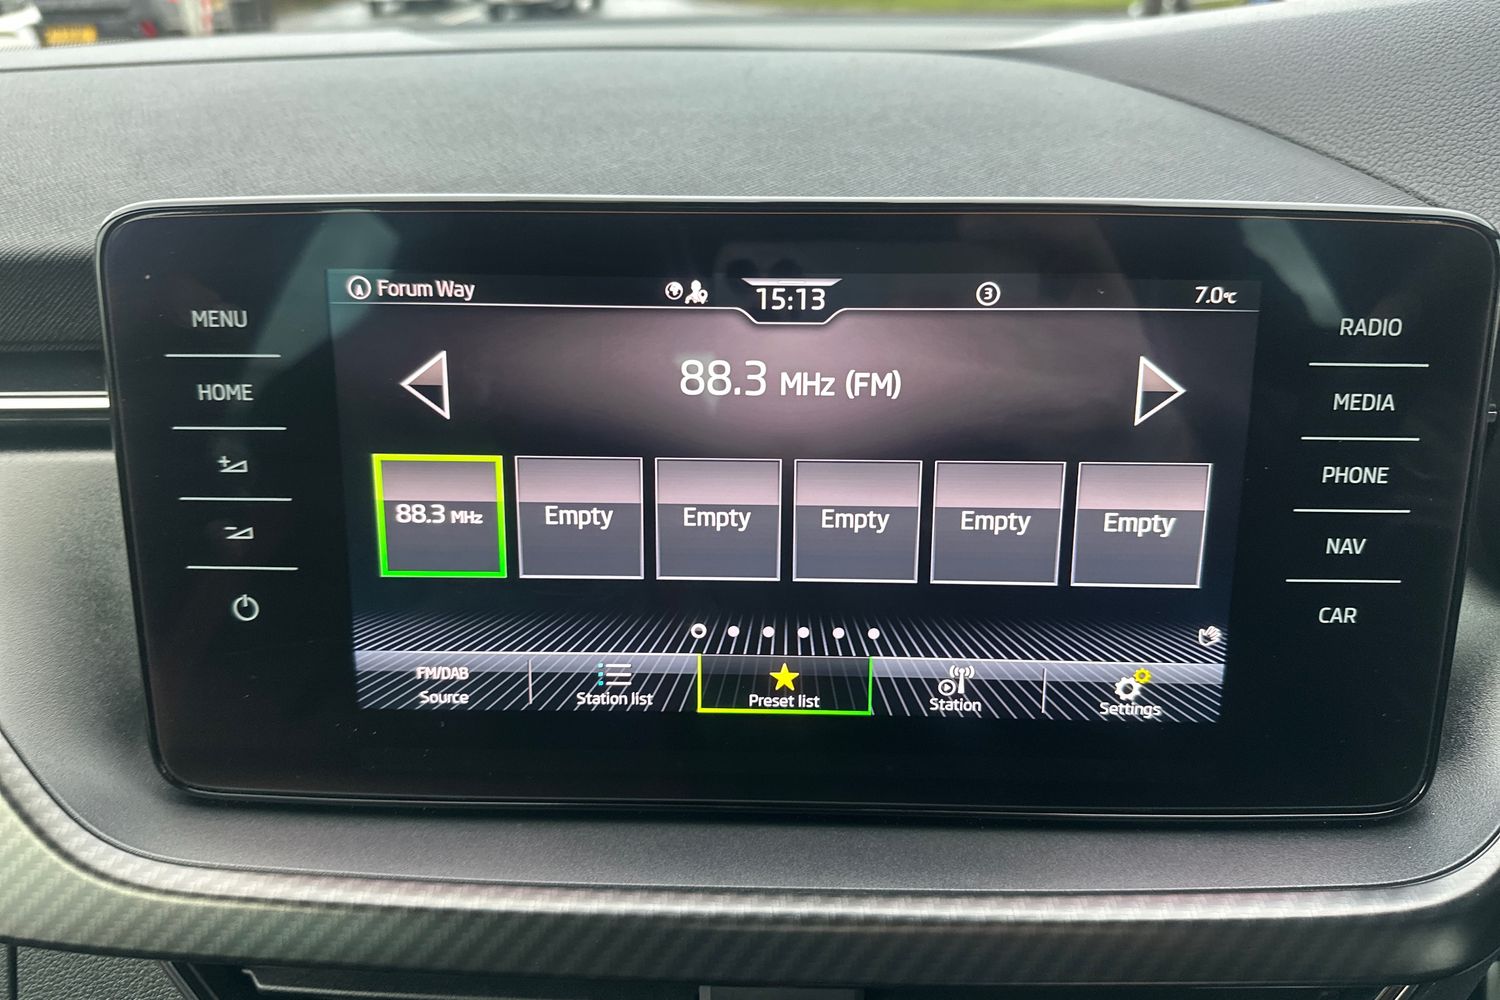 Forum Way
15:13
3
7.0°C
MENU
HOME
RADIO
MEDIA
PHONE
NAV
CAR
88.3 MHz (FM)
88.3 MHz
Empty
Empty
Empty
Empty
Empty
FM/DAB
Source
Station list
Preset list
Station
Settings